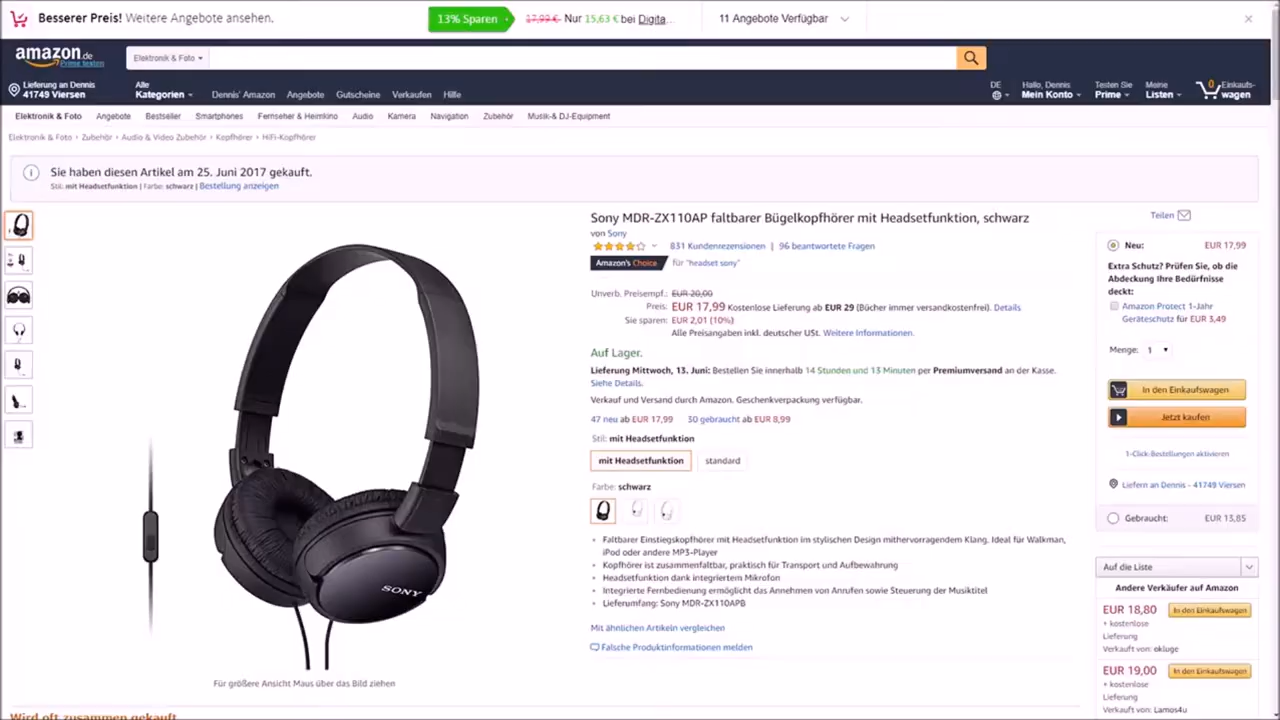 Besserer Preis! Weitere Angebote ansehen.
13% Sparen
17,99 € Nur 15,63 € bei Digita...
11 Angebote Verfügbar
amazon.de
Prime testen
Elektronik & Foto
Lieferung an Dennis
41749 Viersen
Alle
Kategorien
Dennis' Amazon Angebote Gutscheine Verkaufen Hilfe
DE
Hallo, Dennis
Mein Konto
Testen Sie
Prime
Meine
Listen
0
Einkaufs-
wagen
Elektronik & Foto Angebote Bestseller Smartphones Fernseher & Heimkino Audio Kamera Navigation Zubehör Musik-& DJ-Equipment
Elektronik & Foto › Zubehör › Audio & Video Zubehör › Kopfhörer › HiFi-Kopfhörer
Sie haben diesen Artikel am 25. Juni 2017 gekauft.
Stil: mit Headsetfunktion | Farbe: schwarz | Bestellung anzeigen
SONY
Für größere Ansicht Maus über das Bild ziehen
Sony MDR-ZX110AP faltbarer Bügelkopfhörer mit Headsetfunktion, schwarz
von Sony
831 Kundenrezensionen | 96 beantwortete Fragen
Amazon's Choice für "headset sony"
Unverb. Preisempf.: EUR 20,00
Preis: EUR 17,99 Kostenlose Lieferung ab EUR 29 (Bücher immer versandkostenfrei). Details
Sie sparen: EUR 2,01 (10%)
Alle Preisangaben inkl. deutscher USt. Weitere Informationen.
Auf Lager.
Lieferung Mittwoch, 13. Juni: Bestellen Sie innerhalb 14 Stunden und 13 Minuten per Premiumversand an der Kasse.
Siehe Details.
Verkauf und Versand durch Amazon. Geschenkverpackung verfügbar.
47 neu ab EUR 17,99 30 gebraucht ab EUR 8,99
Stil: mit Headsetfunktion
mit Headsetfunktion standard
Farbe: schwarz
Faltbarer Einstiegskopfhörer mit Headsetfunktion im stylischen Design mithervorragendem Klang. Ideal für Walkman,
iPod oder andere MP3-Player
Kopfhörer ist zusammenfaltbar, praktisch für Transport und Aufbewahrung
Headsetfunktion dank integriertem Mikrofon
Integrierte Fernbedienung ermöglicht das Annehmen von Anrufen sowie Steuerung der Musiktitel
Lieferumfang: Sony MDR-ZX110APB
Mit ähnlichen Artikeln vergleichen
Falsche Produktinformationen melden
Teilen
Neu: EUR 17,99
Extra Schutz? Prüfen Sie, ob die
Abdeckung Ihre Bedürfnisse
deckt:
Amazon Protect 1-Jahr
Geräteschutz für EUR 3,49
Menge: 1
In den Einkaufswagen
Jetzt kaufen
1-Click-Bestellungen aktivieren
Liefern an Dennis - 41749 Viersen
Gebraucht: EUR 13,85
Auf die Liste
Andere Verkäufer auf Amazon
EUR 18,80 In den Einkaufswagen
+ kostenlose
Lieferung
Verkauft von: okluge
EUR 19,00 In den Einkaufswagen
+ kostenlose
Lieferung
Verkauft von: Lamos4u
Wird oft zusammen gekauft